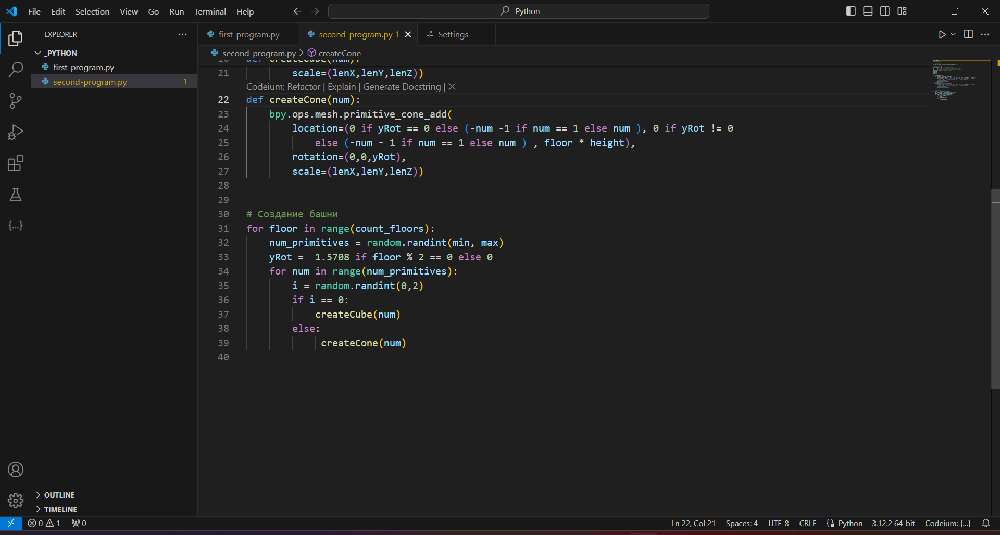 File Edit Selection View Go Run Terminal Help
_Python
EXPLORER
_PYTHON
first-program.py
second-program.py 1
OUTLINE
TIMELINE
first-program.py
second-program.py 1
Settings
second-program.py > createCone
def createCube(num):
21 scale=(lenX,lenY,lenZ))
Codeium: Refactor | Explain | Generate Docstring | X
22 def createCone(num):
23 bpy.ops.mesh.primitive_cone_add(
24 location=(0 if yRot == 0 else (-num -1 if num == 1 else num ), 0 if yRot != 0
25 else (-num - 1 if num == 1 else num ) , floor * height),
26 rotation=(0,0,yRot),
27 scale=(lenX,lenY,lenZ))
28
29
30 # Создание башни
31 for floor in range(count_floors):
32 num_primitives = random.randint(min, max)
33 yRot =  1.5708 if floor % 2 == 0 else 0
34 for num in range(num_primitives):
35 i = random.randint(0,2)
36 if i == 0:
37 createCube(num)
38 else:
39 createCone(num)
40
0 1 0
Ln 22, Col 21 Spaces: 4 UTF-8 CRLF Python 3.12.2 64-bit Codeium: {...}